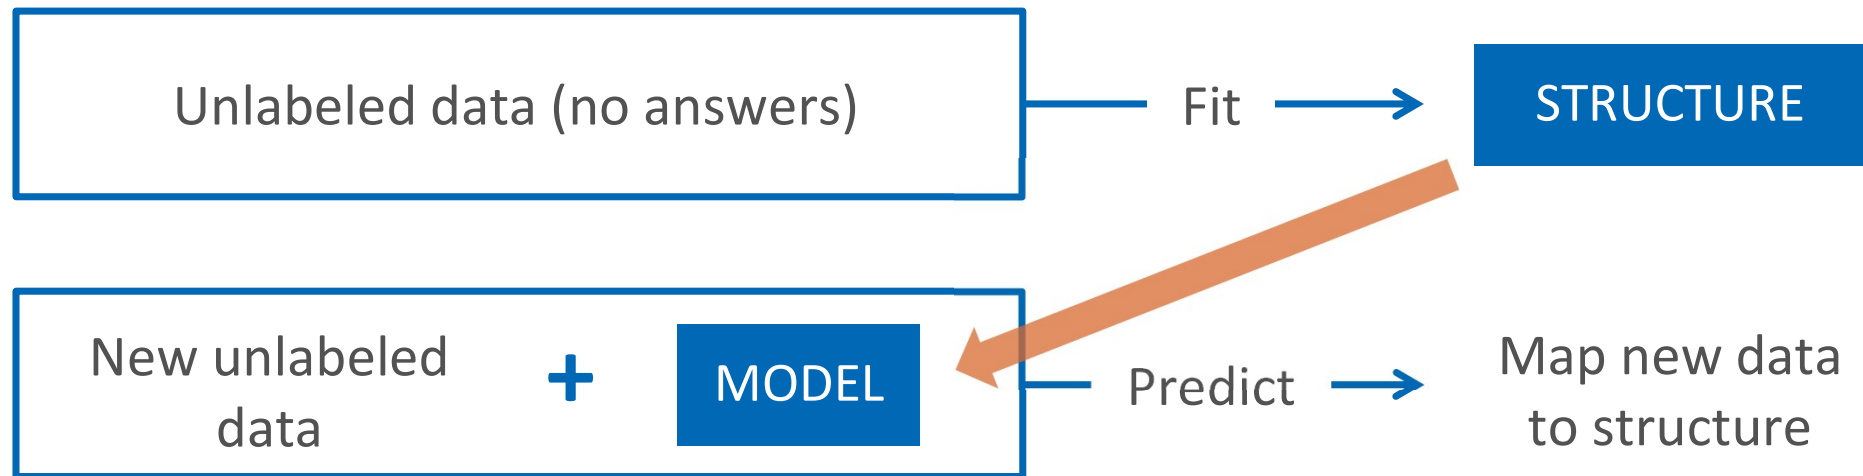 Unlabeled data (no answers)
Fit
STRUCTURE
New unlabeled
data
+
MODEL
Predict
Map new data
to structure